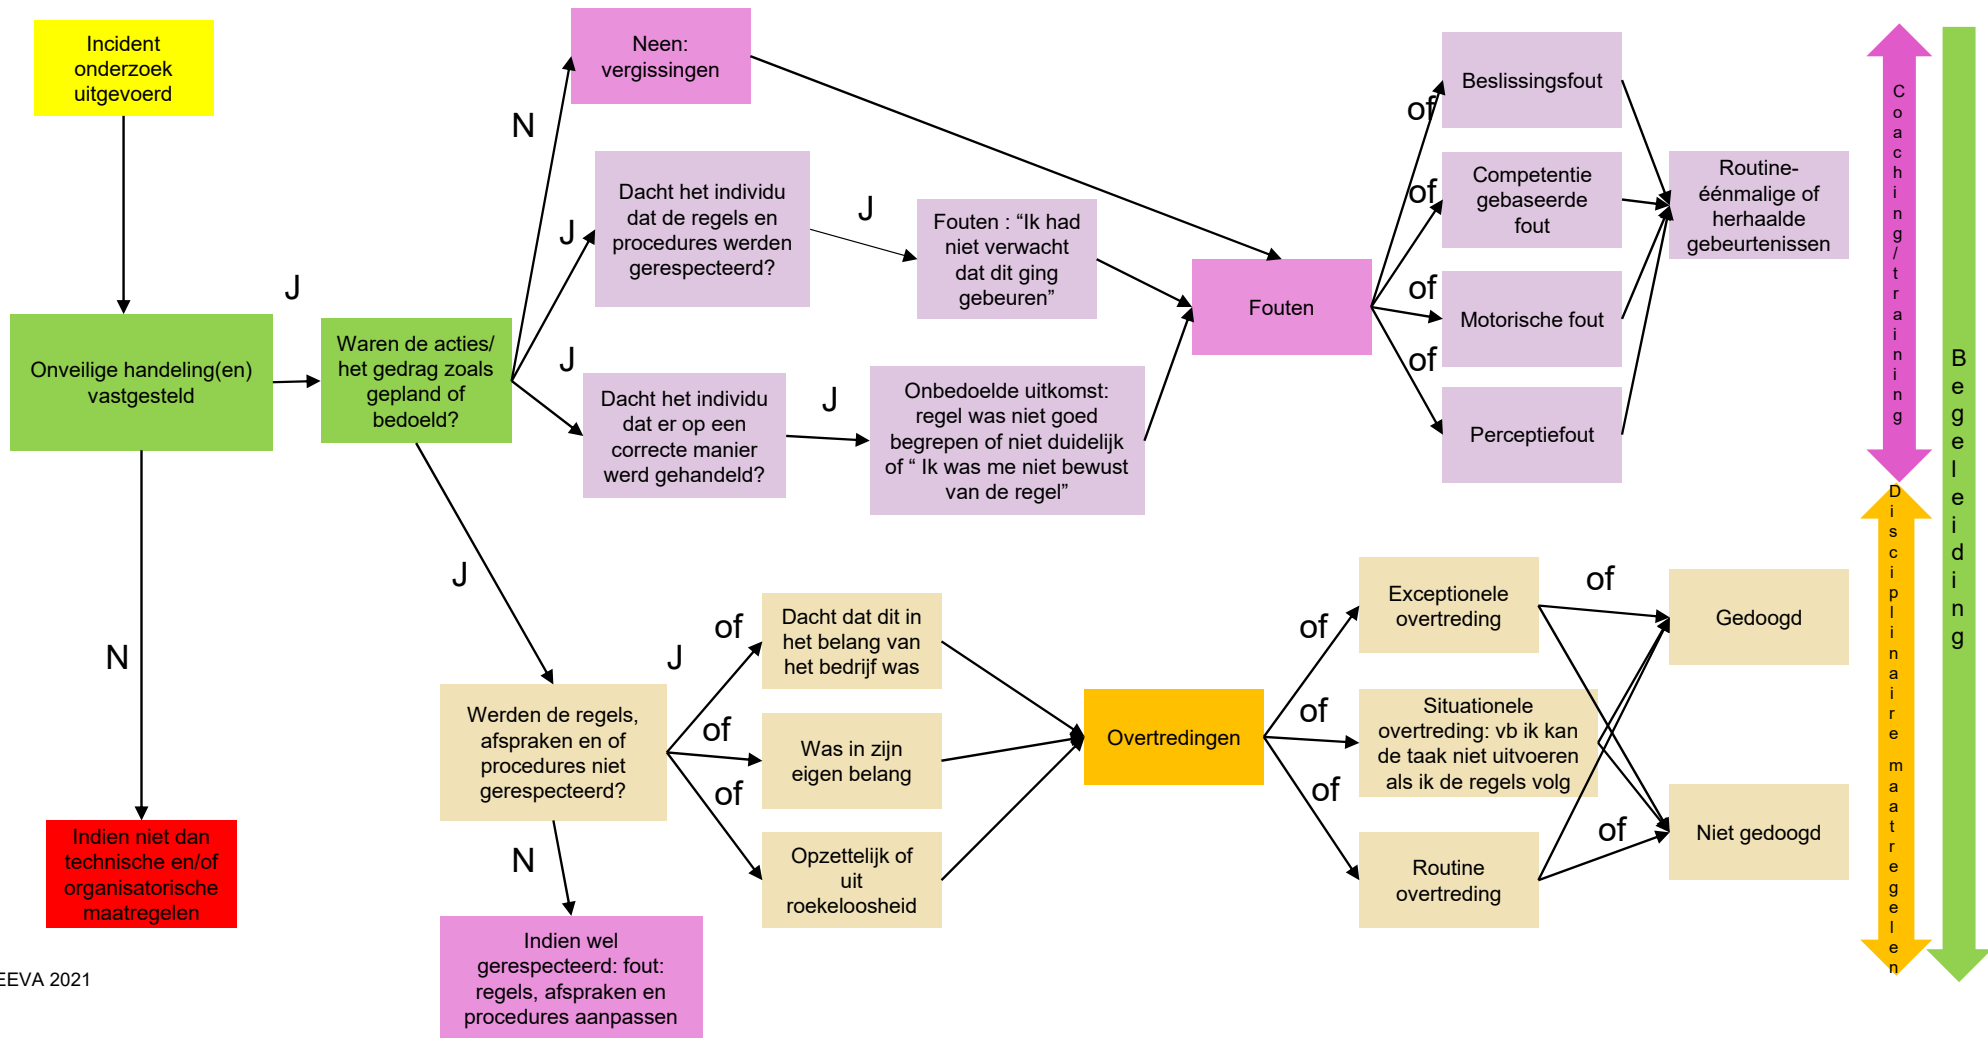 Incident
onderzoek
uitgevoerd
Onveilige handeling(en)
vastgesteld
J
N
Indien niet dan
technische en/of
organisatorische
maatregelen
Waren de acties/
het gedrag zoals
gepland of
bedoeld?
N
Neen:
vergissingen
J
Dacht het individu
dat de regels en
procedures werden
gerespecteerd?
J
Fouten : “Ik had
niet verwacht
dat dit ging
gebeuren”
J
Dacht het individu
dat er op een
correcte manier
werd gehandeld?
J
Onbedoelde uitkomst:
regel was niet goed
begrepen of niet duidelijk
of “ Ik was me niet bewust
van de regel”
Fouten
of
Beslissingsfout
of
Competentie
gebaseerde
fout
of
Motorische fout
of
Perceptiefout
Routine-
éénmalige of
herhaalde
gebeurtenissen
J
Werden de regels,
afspraken en of
procedures niet
gerespecteerd?
N
Indien wel
gerespecteerd: fout:
regels, afspraken en
procedures aanpassen
J
of
Dacht dat dit in
het belang van
het bedrijf was
of
Was in zijn
eigen belang
of
Opzettelijk of
uit
roekeloosheid
Overtredingen
of
Exceptionele
overtreding
of
Situationele
overtreding: vb ik kan
de taak niet uitvoeren
als ik de regels volg
of
Routine
overtreding
of
Gedoogd
of
Niet gedoogd
Coaching/training
Disciplinaire maatregelen
Begeleiding
EEVA 2021